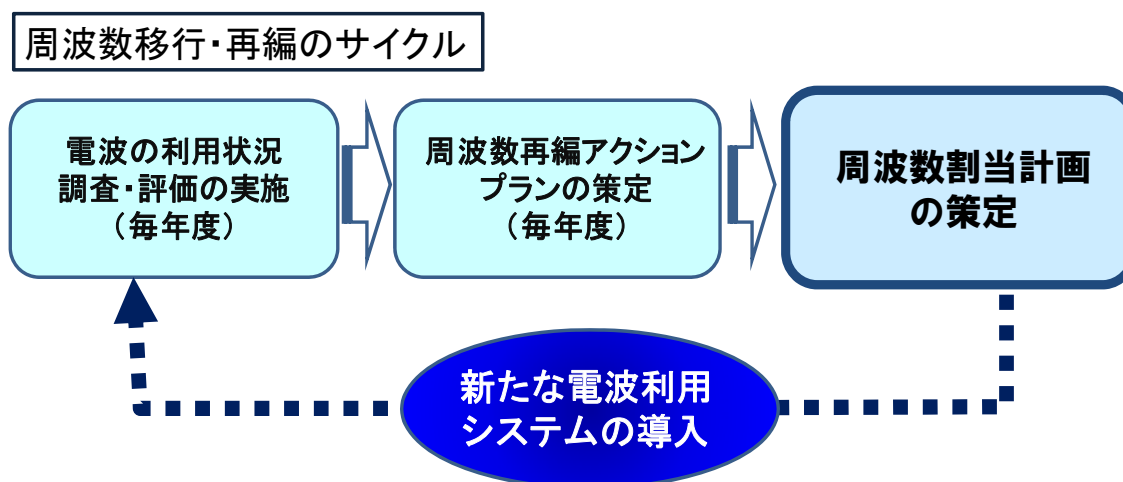 周波数移行・再編のサイクル
電波の利用状況
調査・評価の実施
（毎年度）
周波数再編アクション
プランの策定
（毎年度）
周波数割当計画
の策定
新たな電波利用
システムの導入